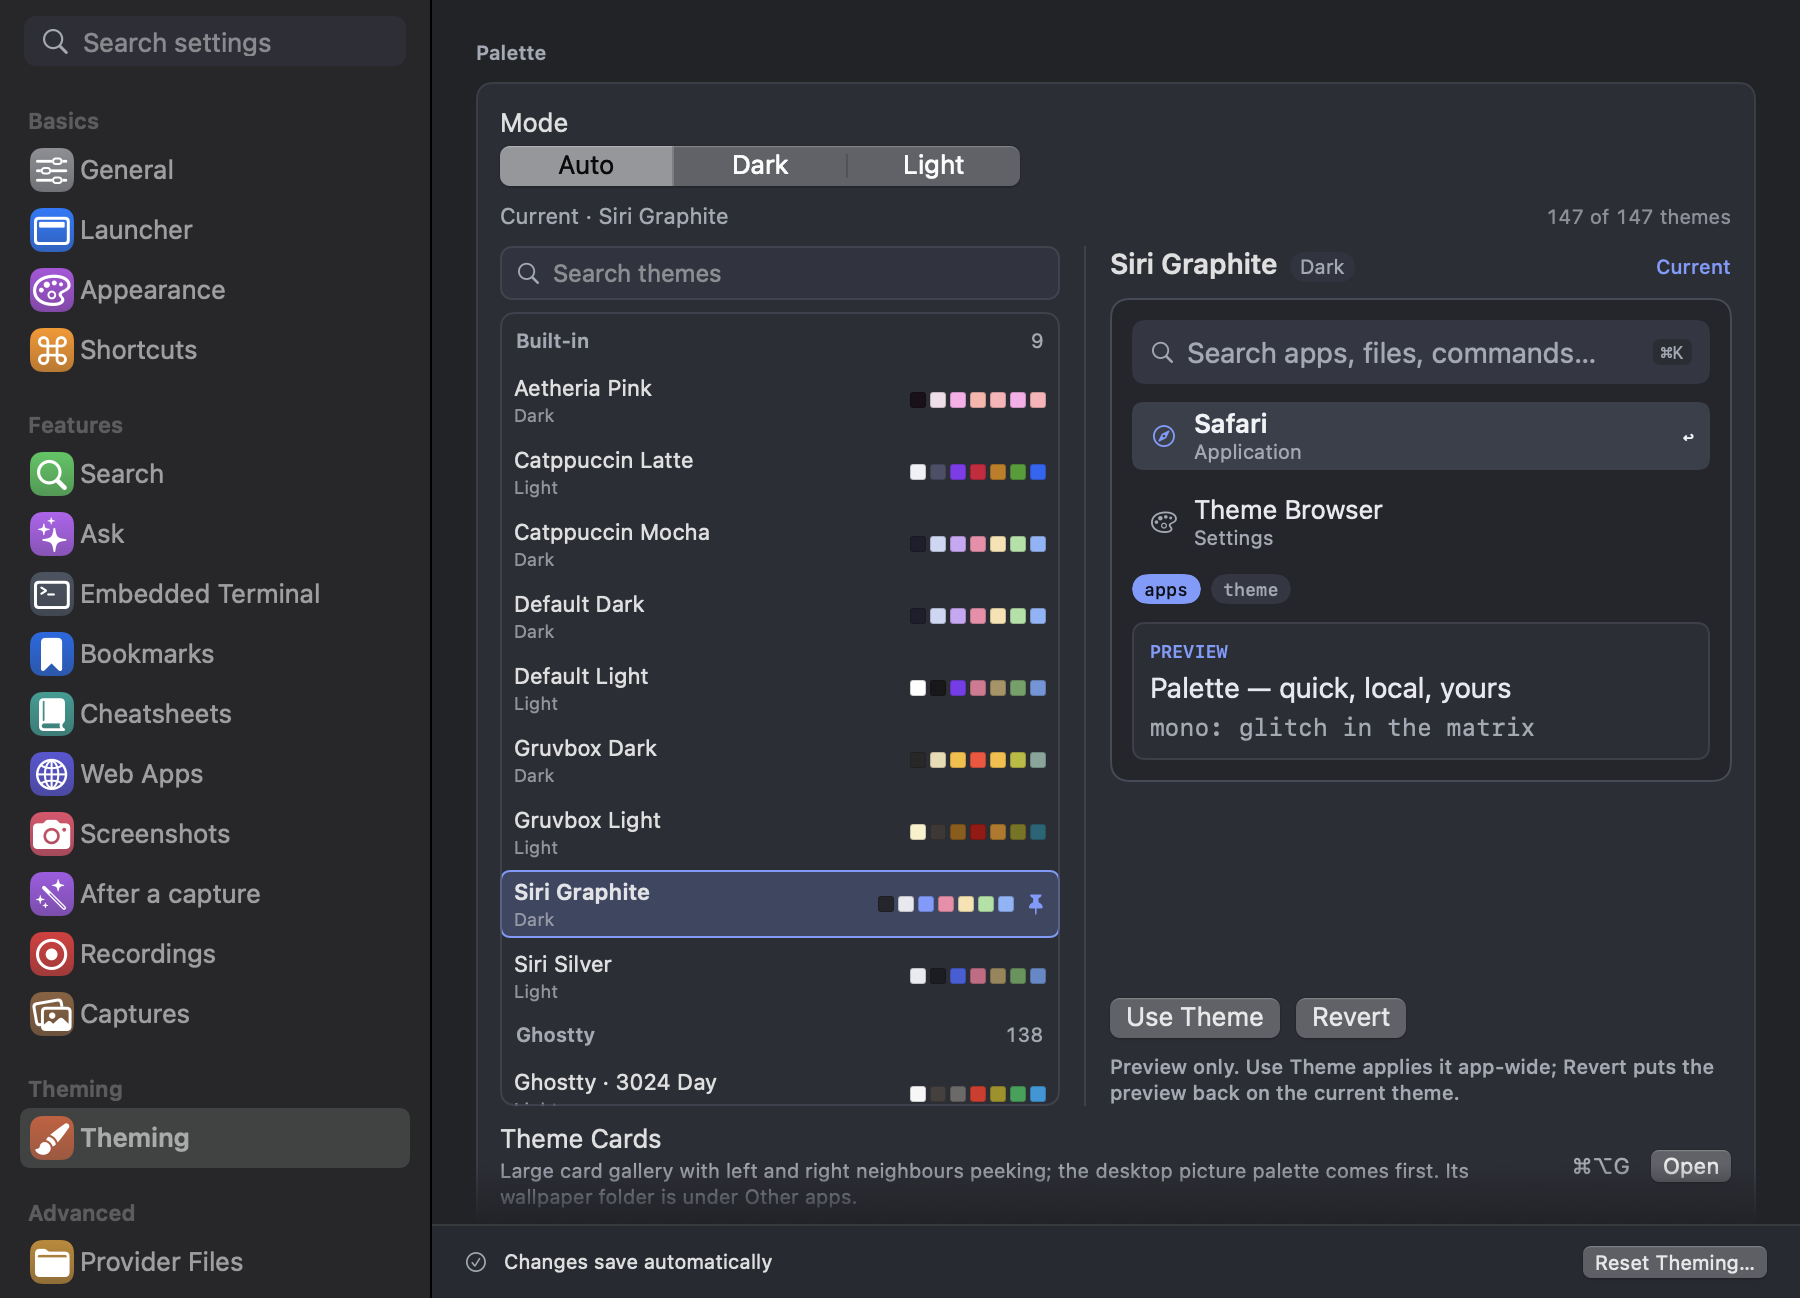 Search settings
Basics
General
Launcher
Appearance
Shortcuts
Features
Search
Ask
Embedded Terminal
Bookmarks
Cheatsheets
Web Apps
Screenshots
After a capture
Recordings
Captures
Theming
Theming
Advanced
Provider Files
Palette
Mode
Auto Dark Light
Current · Siri Graphite
147 of 147 themes
Search themes
Built-in 9
Aetheria Pink
Dark
Catppuccin Latte
Light
Catppuccin Mocha
Dark
Default Dark
Dark
Default Light
Light
Gruvbox Dark
Dark
Gruvbox Light
Light
Siri Graphite
Dark
Siri Silver
Light
Ghostty 138
Ghostty · 3024 Day
Siri Graphite Dark Current
Search apps, files, commands... ⌘K
Safari
Application
↩
Theme Browser
Settings
apps theme
PREVIEW
Palette — quick, local, yours
mono: glitch in the matrix
Use Theme Revert
Preview only. Use Theme applies it app-wide; Revert puts the
preview back on the current theme.
Theme Cards
Large card gallery with left and right neighbours peeking; the desktop picture palette comes first. Its
wallpaper folder is under Other apps.
⌘⌥G Open
Changes save automatically
Reset Theming...